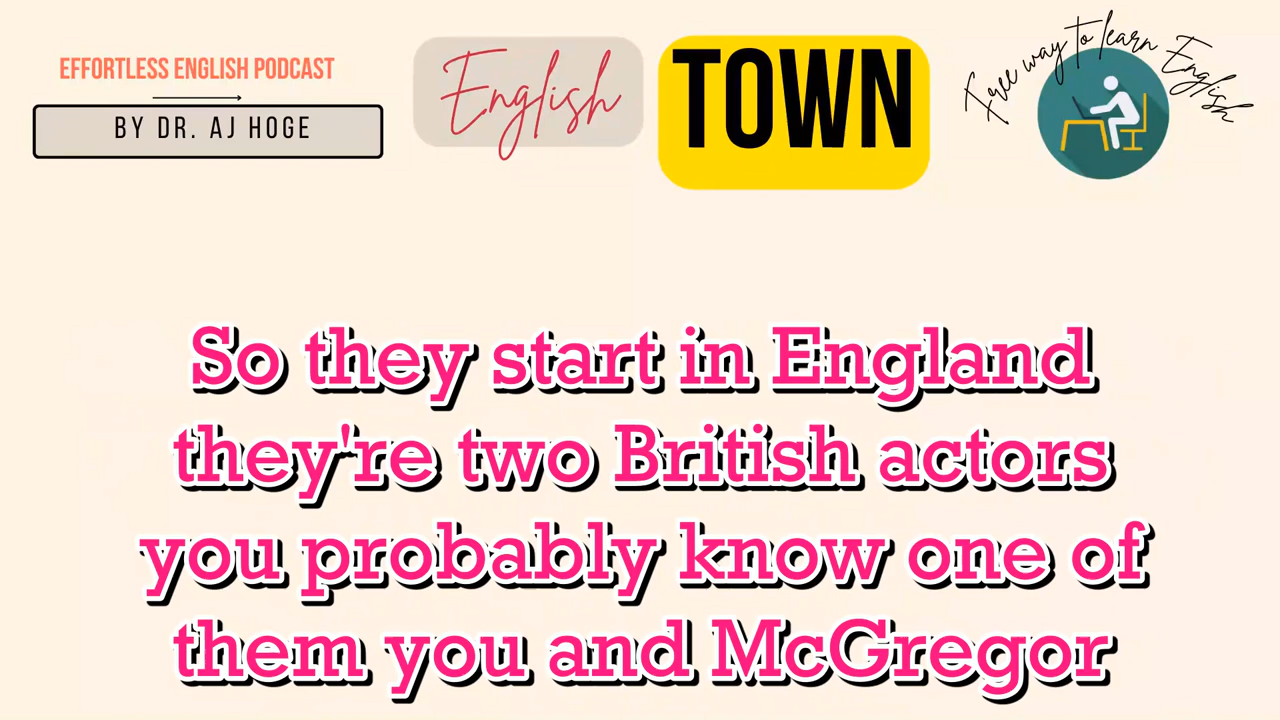 EFFORTLESS ENGLISH PODCAST
BY DR. AJ HOGE
English
TOWN
Free way to learn English
So they start in England
they're two British actors
you probably know one of
them you and McGregor